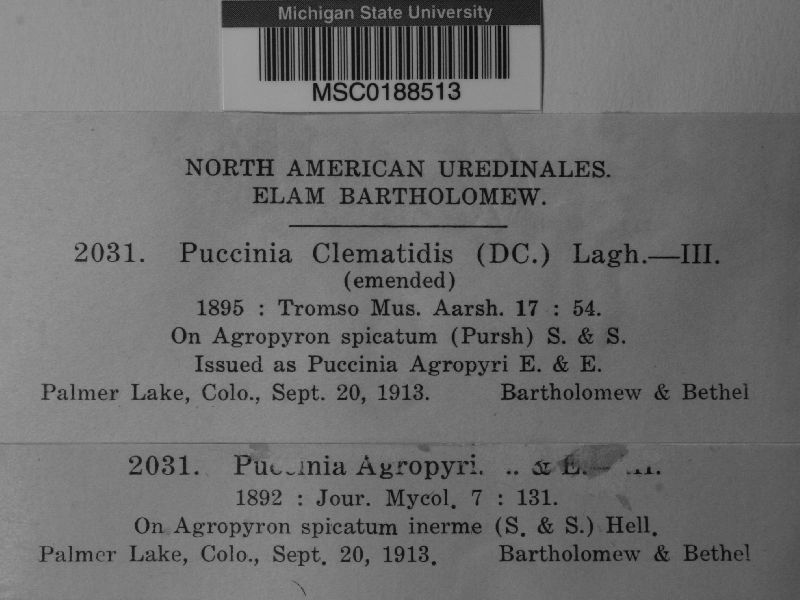 Michigan State University
MSC0188513
NORTH AMERICAN UREDINALES.
ELAM BARTHOLOMEW.
2031. Puccinia Clematidis (DC.) Lagh.—III.
(emended)
1895 : Tromso Mus. Aarsh. 17 : 54.
On Agropyron spicatum (Pursh) S. & S.
Issued as Puccinia Agropyri E. & E.
Palmer Lake, Colo., Sept. 20, 1913. Bartholomew & Bethel
2031. Agropyri. & E.—
1892 : Jour. Mycol. 7 : 131.
On Agropyron spicatum inerme (S. & S.) Hell.
Palmer Lake, Colo., Sept. 20, 1913. Bartholomew & Bethel